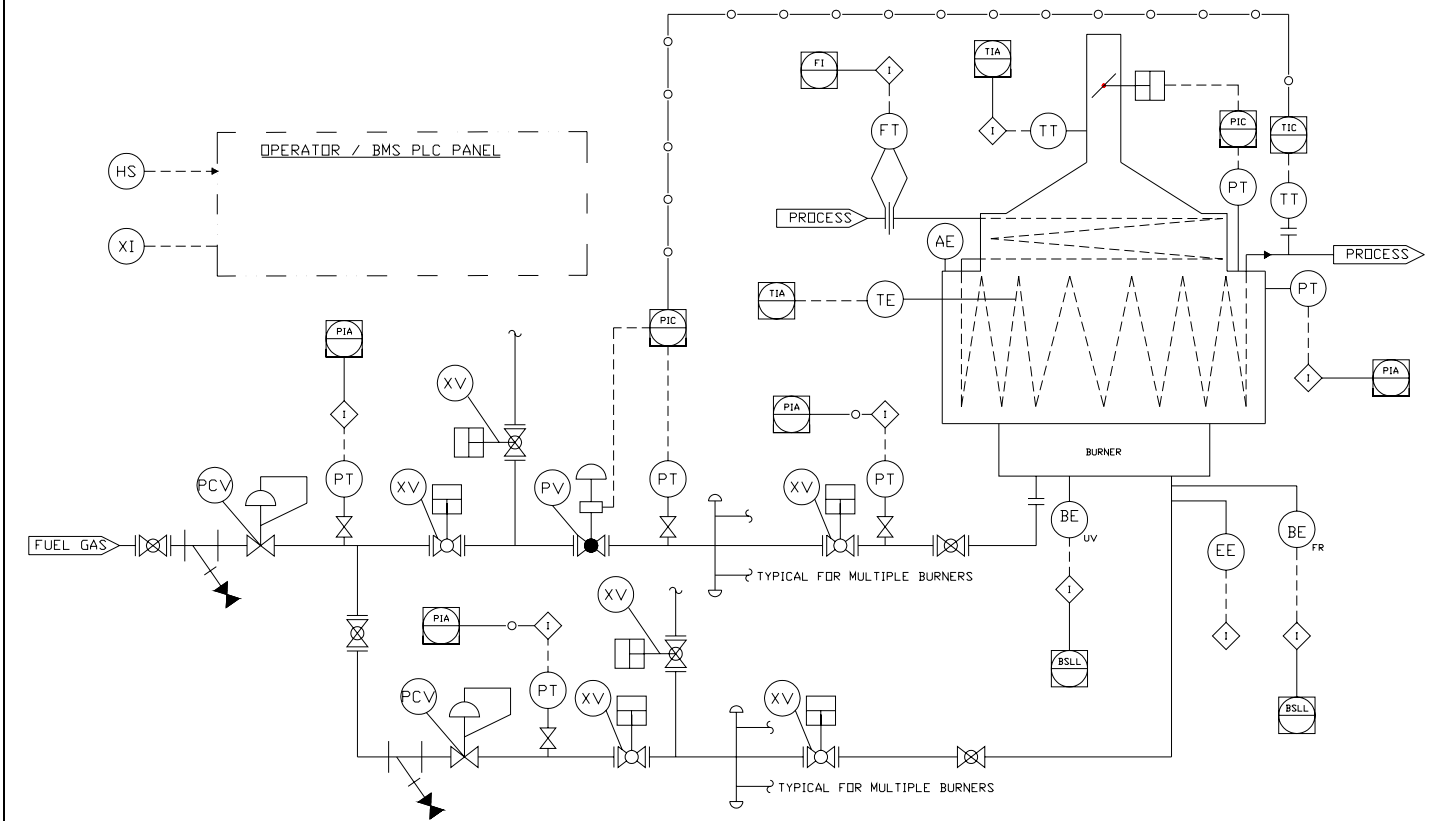 TIA
FI
I
FT
I
TT
PIC
TIC
OPERATOR / BMS PLC PANEL
HS
PT
TT
PROCESS
XI
AE
PROCESS
TIA
TE
PT
PIC
PIA
XV
I
PIA
PIA
I
I
BURNER
PCV
PT
XV
PV
PT
XV
PT
BE
UV
BE
FR
FUEL GAS
EE
TYPICAL FOR MULTIPLE BURNERS
I
XV
PIA
I
I
I
BSLL
PCV
PT
XV
XV
BSLL
TYPICAL FOR MULTIPLE BURNERS